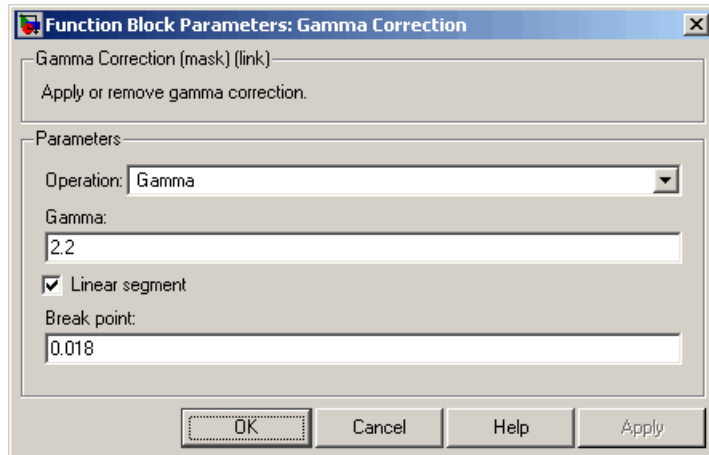 Function Block Parameters: Gamma Correction
Gamma Correction (mask) (link)
Apply or remove gamma correction.
Parameters
Operation: Gamma
Gamma:
2.2
Linear segment
Break point:
0.018
OK Cancel Help Apply